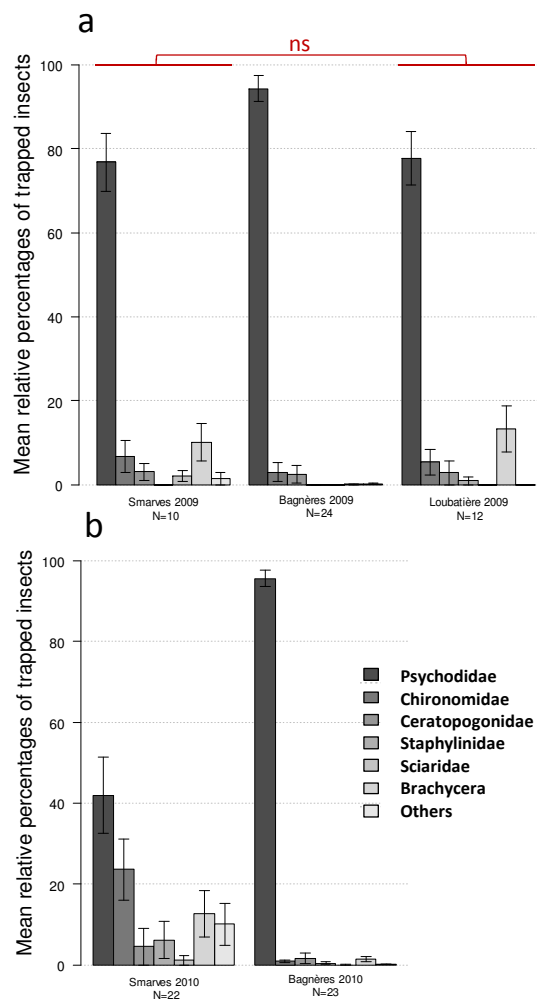 a
ns
Mean relative percentages of trapped insects
100
80
60
40
20
0
Smarves 2009
N=10
Bagnères 2009
N=24
Loubatière 2009
N=12
b
Mean relative percentages of trapped insects
100
80
60
40
20
0
Psychodidae
Chironomidae
Ceratopogonidae
Staphylinidae
Sciaridae
Brachycera
Others
Smarves 2010
N=22
Bagnères 2010
N=23